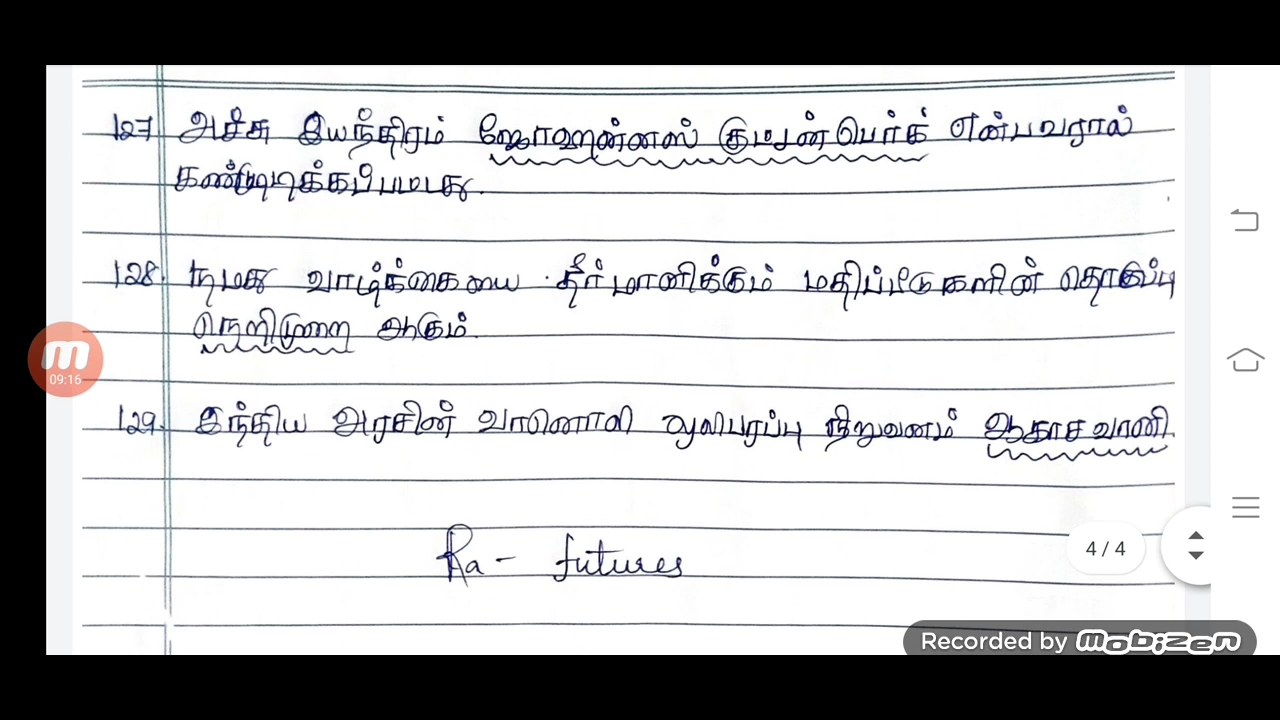 127 அச்சு இயந்திரம் ஜோஹன்னஸ் குடீன்பெர்க் என்பவரால்
கண்டுபிடிக்கப்பட்டது.
128. நமது வாழ்க்கையை தீர்மானிக்கும் மதிப்பீடுகளின் தொகுப்பு
நெறிமுறை ஆகும்.
09:16
129. இந்திய அரசின் வானொலி ஒலிபரப்பு நிறுவனம் ஆகாசவாணி
Ra - futures
4 / 4
Recorded by mobizen